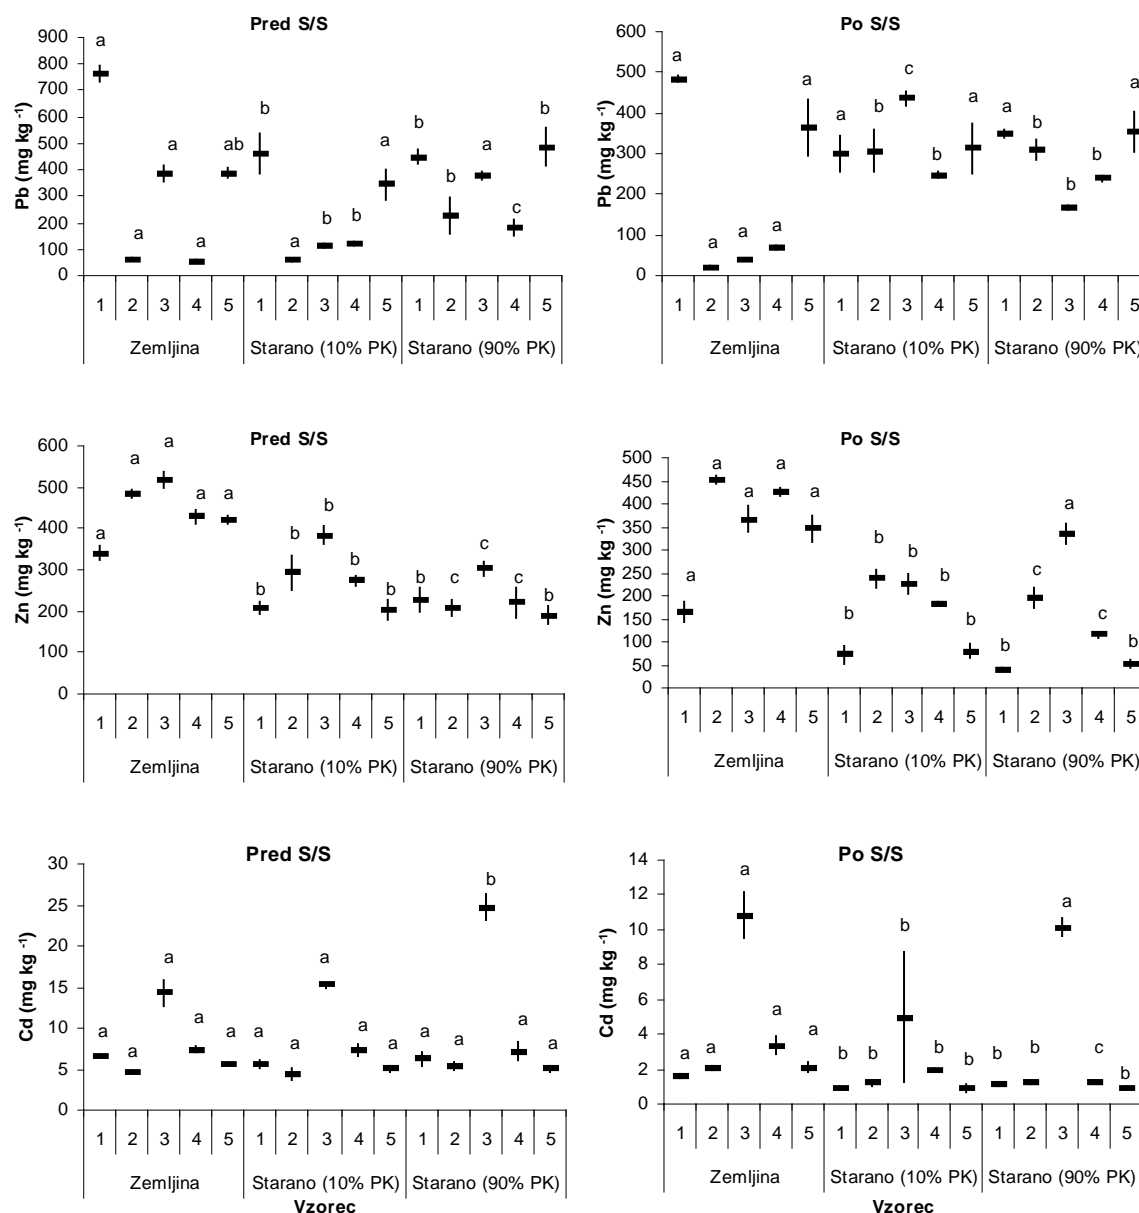 Pred S/S
Pb (mg kg -1)
900
800
700
600
500
400
300
200
100
0
a a a a ab b a b b a b b a c b
1 2 3 4 5 1 2 3 4 5 1 2 3 4 5
Zemljina Starano (10% PK) Starano (90% PK)
Po S/S
Pb (mg kg -1)
600
500
400
300
200
100
0
a a a a a a b c b a a b b b a
1 2 3 4 5 1 2 3 4 5 1 2 3 4 5
Zemljina Starano (10% PK) Starano (90% PK)
Pred S/S
Zn (mg kg -1)
600
500
400
300
200
100
0
a a a a a b b b b b b c c c b
1 2 3 4 5 1 2 3 4 5 1 2 3 4 5
Zemljina Starano (10% PK) Starano (90% PK)
Po S/S
Zn (mg kg -1)
500
450
400
350
300
250
200
150
100
50
0
a a a a a b b b b b b c a c b
1 2 3 4 5 1 2 3 4 5 1 2 3 4 5
Zemljina Starano (10% PK) Starano (90% PK)
Pred S/S
Cd (mg kg -1)
30
25
20
15
10
5
0
a a a a a a a a a a a a b a a
1 2 3 4 5 1 2 3 4 5 1 2 3 4 5
Zemljina Starano (10% PK) Starano (90% PK)
Vzorec
Po S/S
Cd (mg kg -1)
14
12
10
8
6
4
2
0
a a a a a b b b b b b b a c b
1 2 3 4 5 1 2 3 4 5 1 2 3 4 5
Zemljina Starano (10% PK) Starano (90% PK)
Vzorec